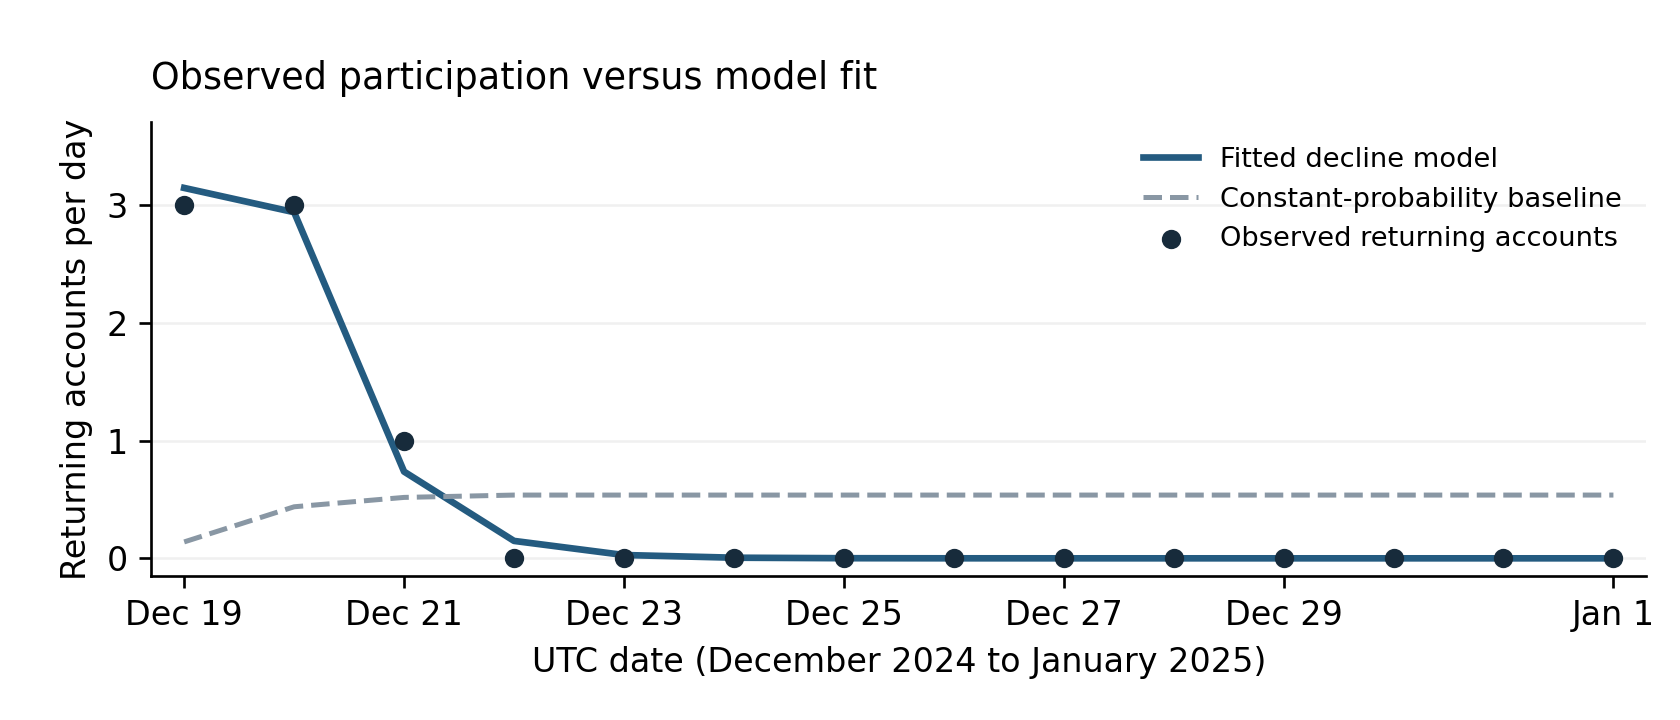 Observed participation versus model fit
Returning accounts per day
3
2
1
0
Fitted decline model
Constant-probability baseline
Observed returning accounts
Dec 19
Dec 21
Dec 23
Dec 25
Dec 27
Dec 29
Jan 1
UTC date (December 2024 to January 2025)